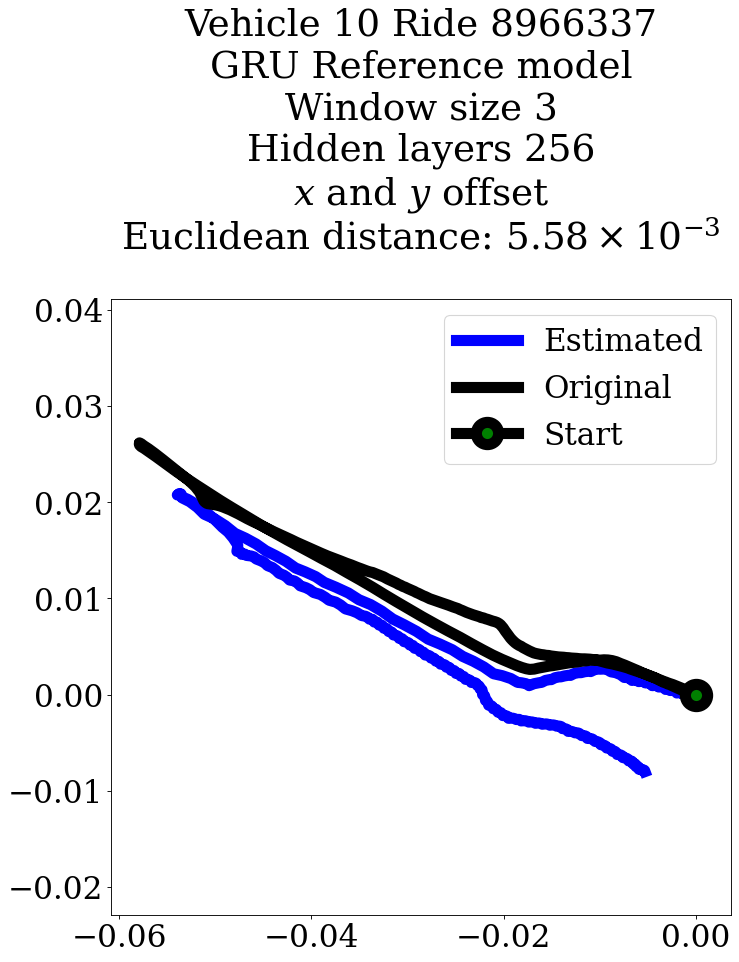 Vehicle 10 Ride 8966337
GRU Reference model
Window size 3
Hidden layers 256
x and y offset
Euclidean distance: 5.58 × 10⁻³
Estimated
Original
Start
0.04
0.03
0.02
0.01
0.00
−0.01
−0.02
−0.06 −0.04 −0.02 0.00